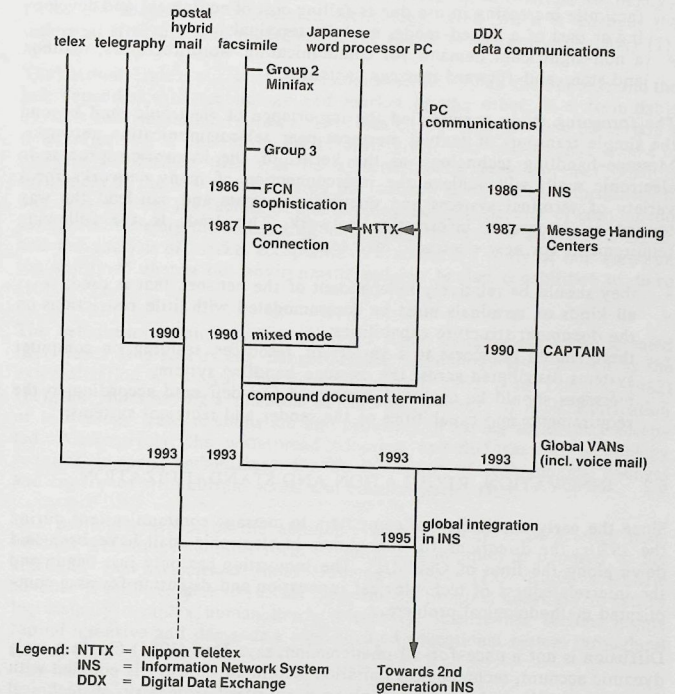 postal
hybrid
telex telegraphy mail facsimile
Japanese
word processor PC
DDX
data communications
Group 2
Minifax
PC
communications
Group 3
1986 FCN
sophistication
1986 INS
1987 PC
Connection
NTTX
1987 Message Handing
Centers
1990
1990 mixed mode
1990 CAPTAIN
compound document terminal
1993
1993
1993
1993
Global VANs
(incl. voice mail)
global integration
in INS
1995
Legend: NTTX = Nippon Teletex
INS = Information Network System
DDX = Digital Data Exchange
Towards 2nd
generation INS